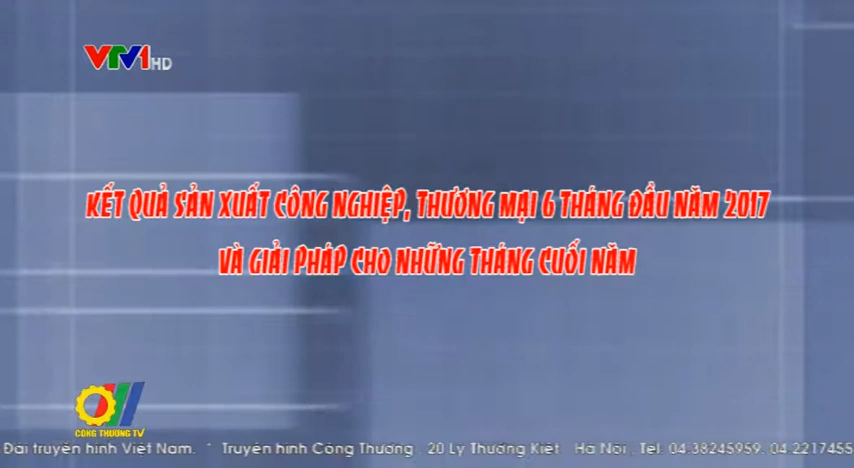 VTV1 HD
KẾT QUẢ SẢN XUẤT CÔNG NGHIỆP, THƯƠNG MẠI 6 THÁNG ĐẦU NĂM 2017
VÀ GIẢI PHÁP CHO NHỮNG THÁNG CUỐI NĂM
CÔNG THƯƠNG TV
Đài truyền hình Việt Nam. * Truyền hình Công Thương . 20 Lý Thường Kiệt . Hà Nội , Tel: 04.38245959. 04.2217455